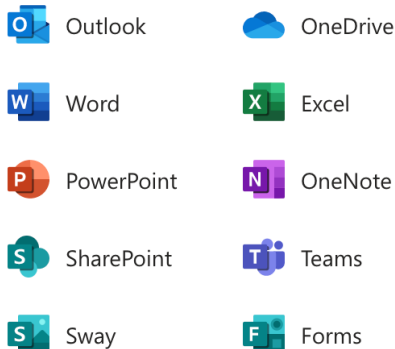 O Outlook OneDrive
W Word X Excel
P PowerPoint N OneNote
S SharePoint T Teams
S Sway F Forms